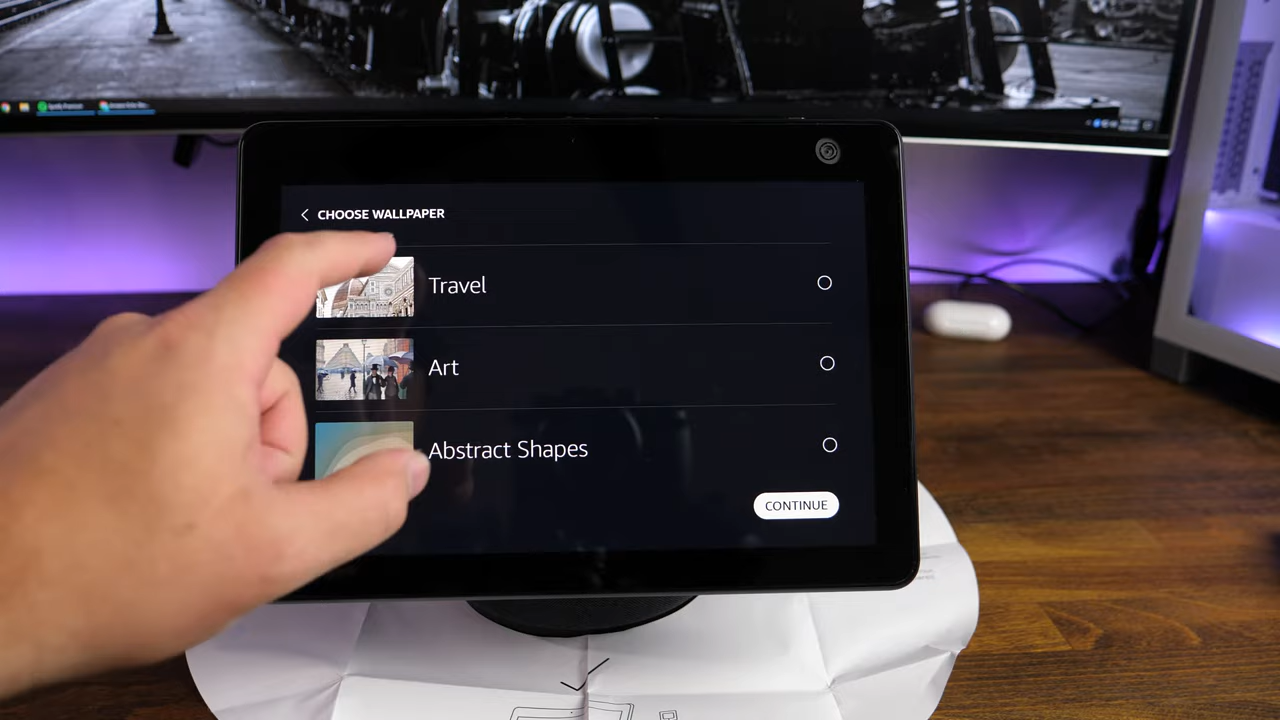 CHOOSE WALLPAPER
Travel
Art
Abstract Shapes
CONTINUE